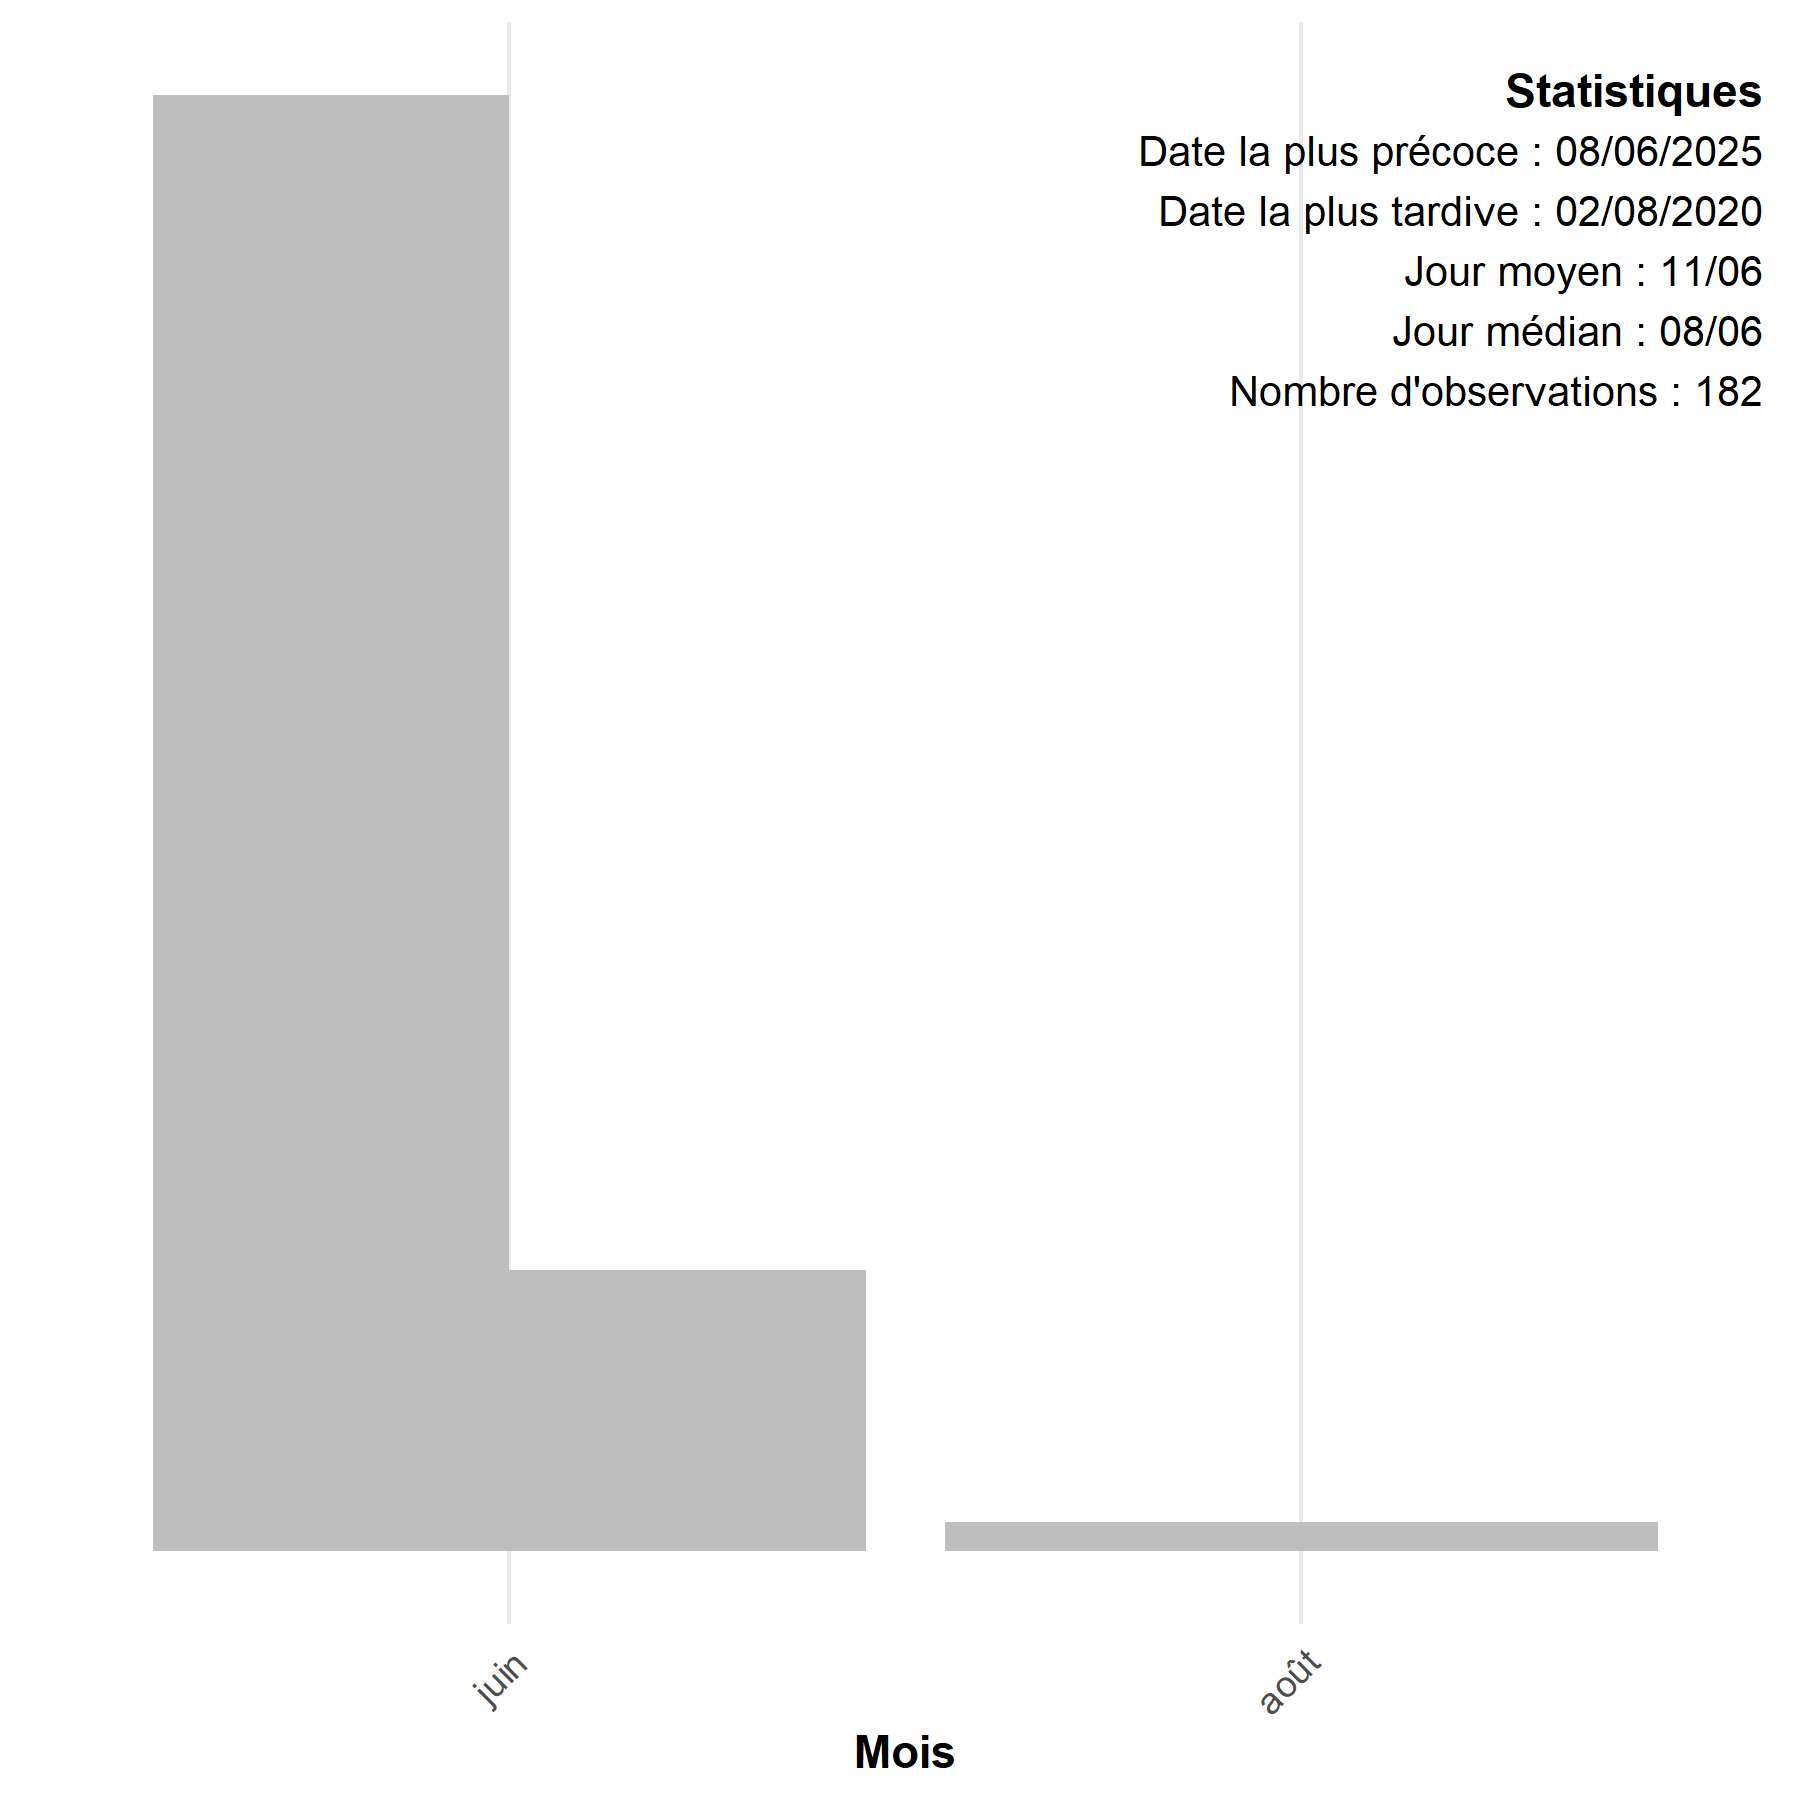 Statistiques
Date la plus précoce : 08/06/2025
Date la plus tardive : 02/08/2020
Jour moyen : 11/06
Jour médian : 08/06
Nombre d'observations : 182
juin
août
Mois